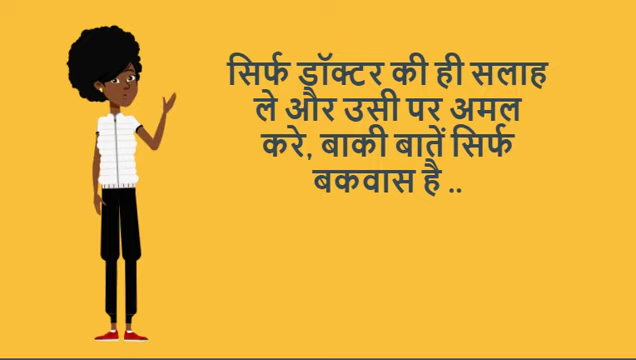 सिर्फ डॉक्टर की ही सलाह
ले और उसी पर अमल
करे, बाकी बातें सिर्फ
बकवास है ..